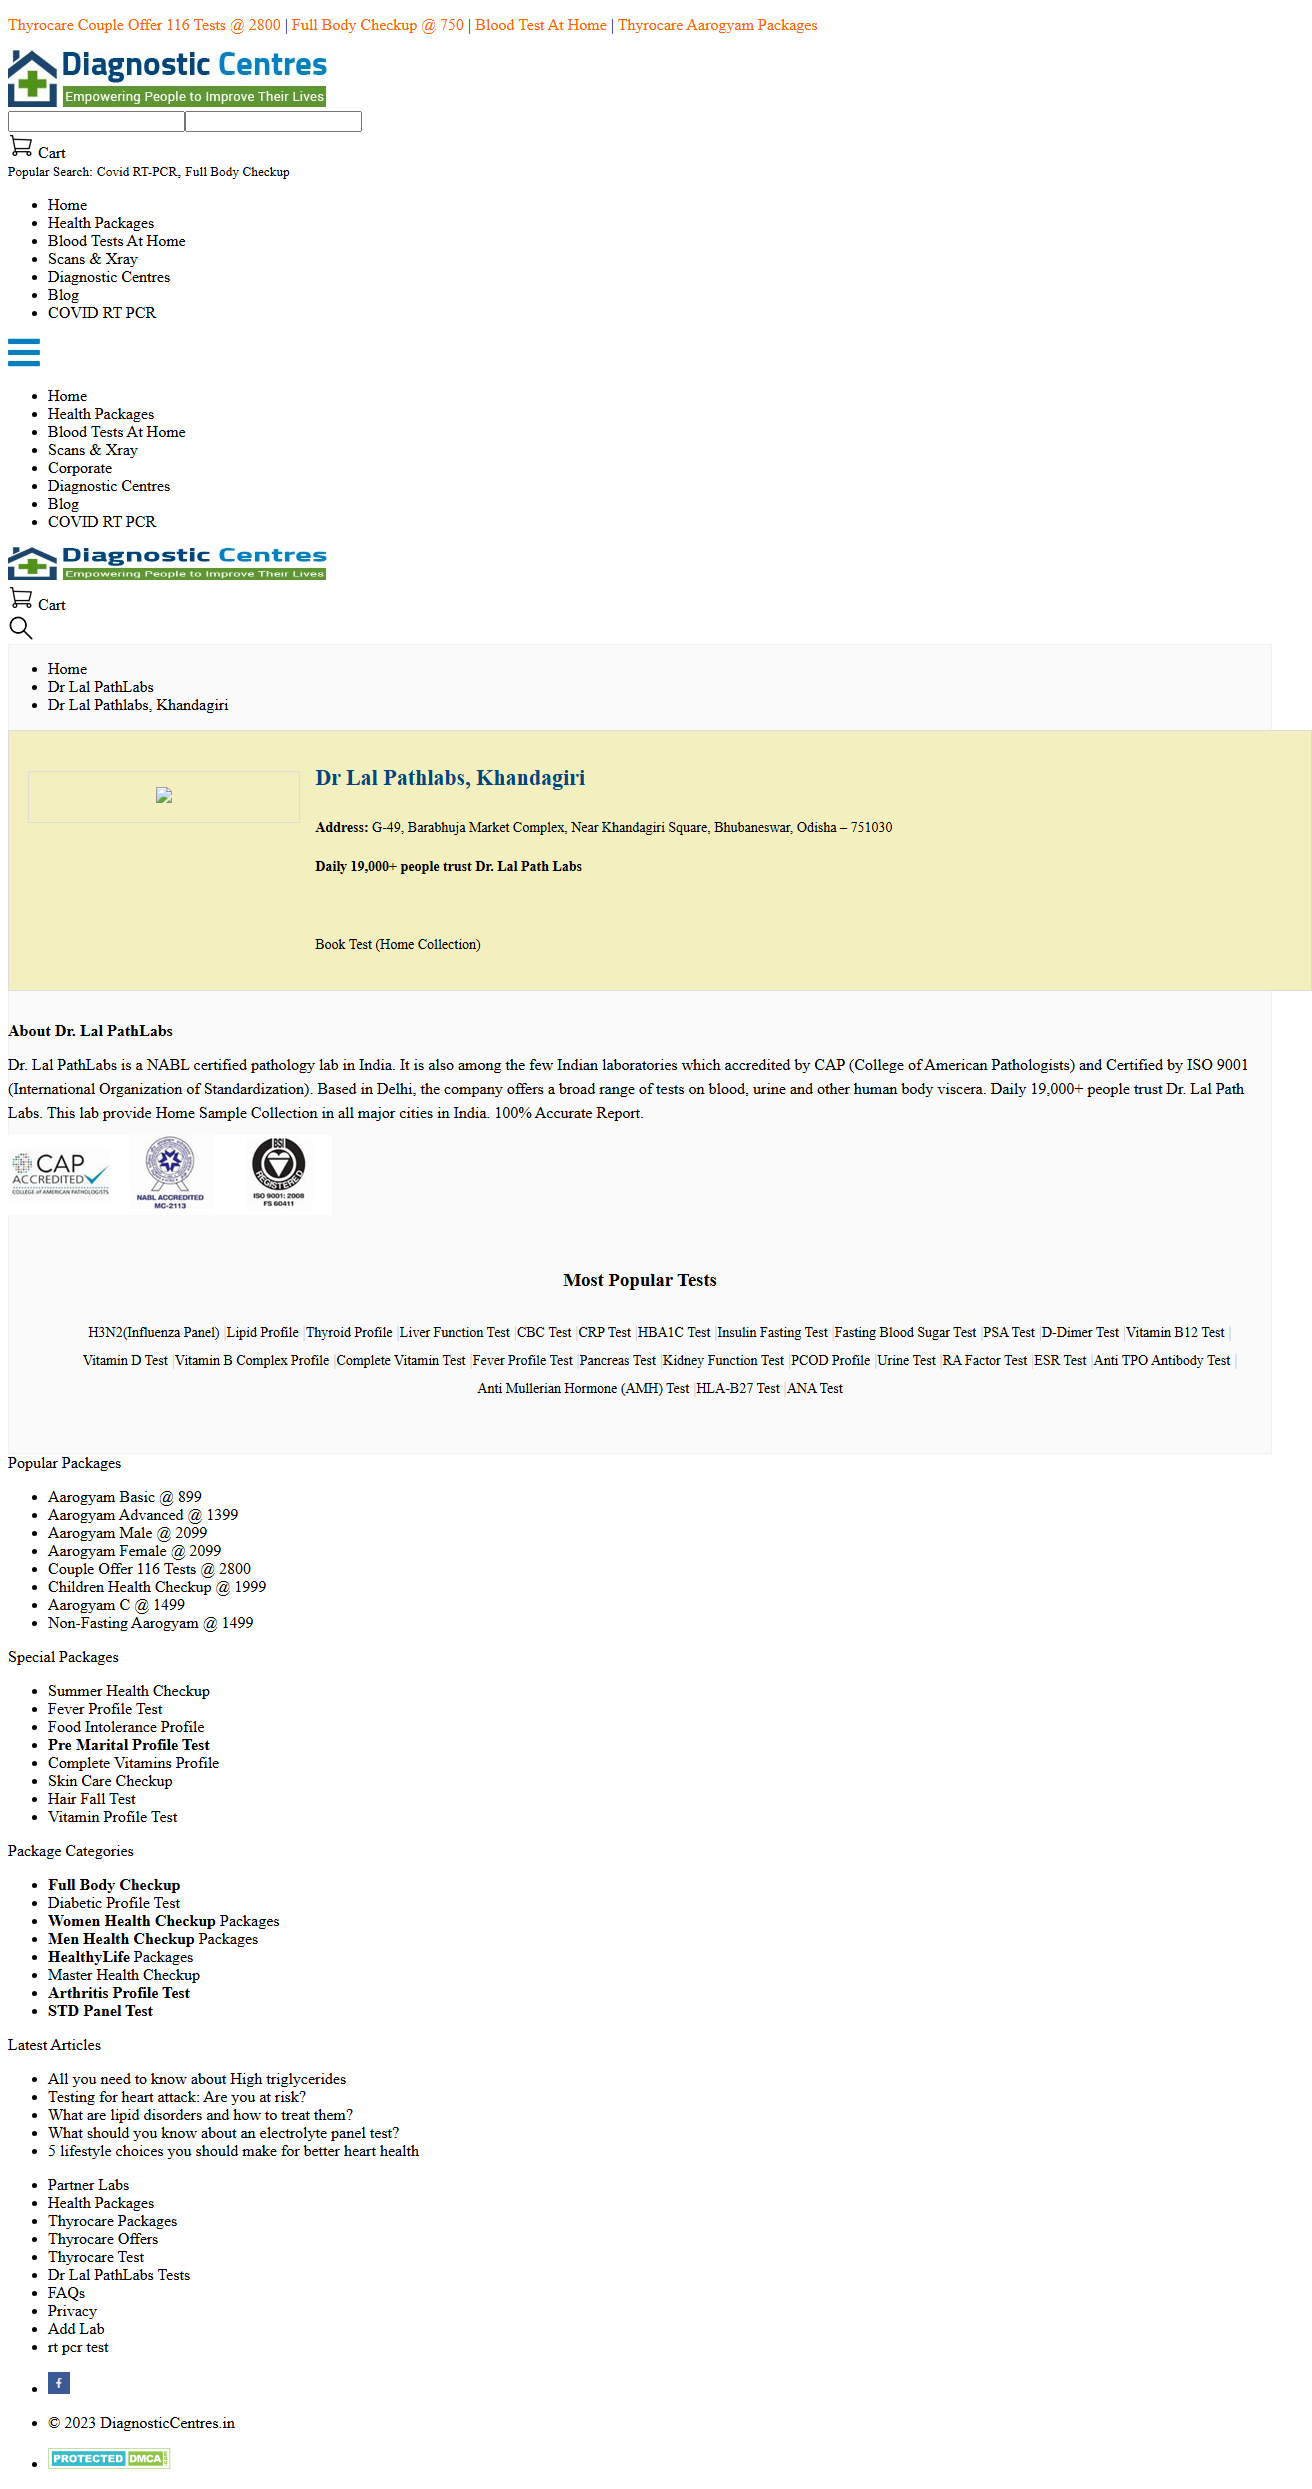 Thyrocare Couple Offer 116 Tests @ 2800 | Full Body Checkup @ 750 | Blood Test At Home | Thyrocare Aarogyam Packages
Diagnostic Centres
Empowering People to Improve Their Lives
Cart
Popular Search: Covid RT-PCR, Full Body Checkup
Home
Health Packages
Blood Tests At Home
Scans & Xray
Diagnostic Centres
Blog
COVID RT PCR
Home
Health Packages
Blood Tests At Home
Scans & Xray
Corporate
Diagnostic Centres
Blog
COVID RT PCR
Diagnostic Centres
Empowering People to Improve Their Lives
Cart
Home
Dr Lal PathLabs
Dr Lal Pathlabs, Khandagiri
Dr Lal Pathlabs, Khandagiri
Address: G-49, Barabhuja Market Complex, Near Khandagiri Square, Bhubaneswar, Odisha – 751030
Daily 19,000+ people trust Dr. Lal Path Labs
Book Test (Home Collection)
About Dr. Lal PathLabs
Dr. Lal PathLabs is a NABL certified pathology lab in India. It is also among the few Indian laboratories which accredited by CAP (College of American Pathologists) and Certified by ISO 9001
(International Organization of Standardization). Based in Delhi, the company offers a broad range of tests on blood, urine and other human body viscera. Daily 19,000+ people trust Dr. Lal Path
Labs. This lab provide Home Sample Collection in all major cities in India. 100% Accurate Report.
CAP
ACCREDITED
COLLEGE of AMERICAN PATHOLOGISTS
NABL ACCREDITED
MC-2113
BSI
REGISTERED
ISO 9001: 2008
FS 60411
Most Popular Tests
H3N2(Influenza Panel) |Lipid Profile |Thyroid Profile |Liver Function Test |CBC Test |CRP Test |HBA1C Test |Insulin Fasting Test |Fasting Blood Sugar Test |PSA Test |D-Dimer Test |Vitamin B12 Test |
Vitamin D Test |Vitamin B Complex Profile |Complete Vitamin Test |Fever Profile Test |Pancreas Test |Kidney Function Test |PCOD Profile |Urine Test |RA Factor Test |ESR Test |Anti TPO Antibody Test |
Anti Mullerian Hormone (AMH) Test |HLA-B27 Test |ANA Test
Popular Packages
Aarogyam Basic @ 899
Aarogyam Advanced @ 1399
Aarogyam Male @ 2099
Aarogyam Female @ 2099
Couple Offer 116 Tests @ 2800
Children Health Checkup @ 1999
Aarogyam C @ 1499
Non-Fasting Aarogyam @ 1499
Special Packages
Summer Health Checkup
Fever Profile Test
Food Intolerance Profile
Pre Marital Profile Test
Complete Vitamins Profile
Skin Care Checkup
Hair Fall Test
Vitamin Profile Test
Package Categories
Full Body Checkup
Diabetic Profile Test
Women Health Checkup Packages
Men Health Checkup Packages
HealthyLife Packages
Master Health Checkup
Arthritis Profile Test
STD Panel Test
Latest Articles
All you need to know about High triglycerides
Testing for heart attack: Are you at risk?
What are lipid disorders and how to treat them?
What should you know about an electrolyte panel test?
5 lifestyle choices you should make for better heart health
Partner Labs
Health Packages
Thyrocare Packages
Thyrocare Offers
Thyrocare Test
Dr Lal PathLabs Tests
FAQs
Privacy
Add Lab
rt pcr test
f
© 2023 DiagnosticCentres.in
PROTECTED DMCA